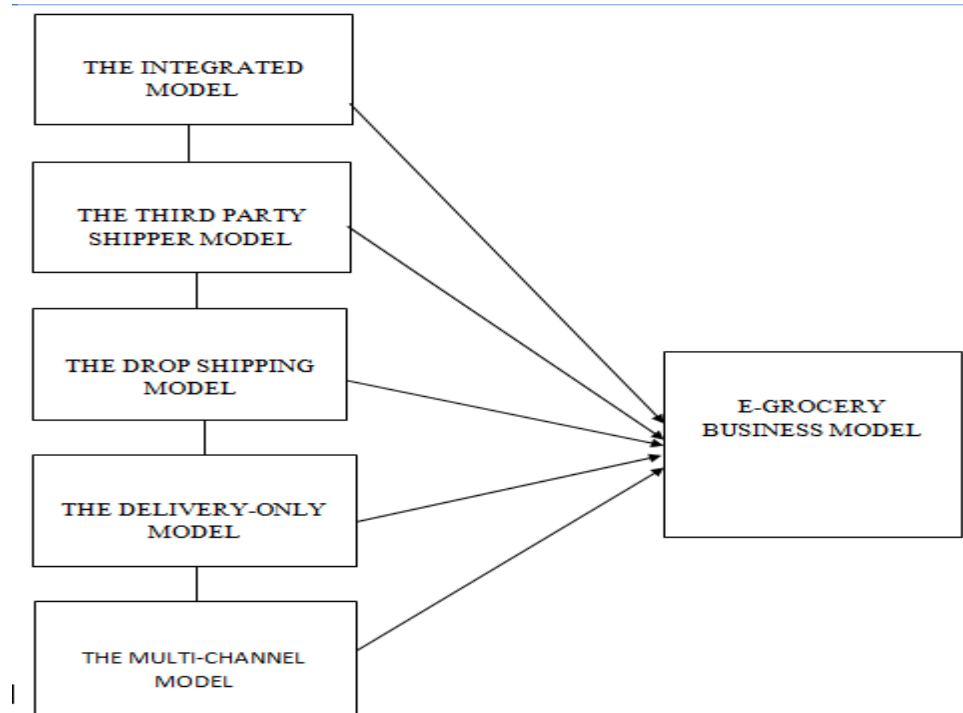 THE INTEGRATED
MODEL
THE THIRD PARTY
SHIPPER MODEL
THE DROP SHIPPING
MODEL
E-GROCERY
BUSINESS MODEL
THE DELIVERY-ONLY
MODEL
THE MULTI-CHANNEL
MODEL